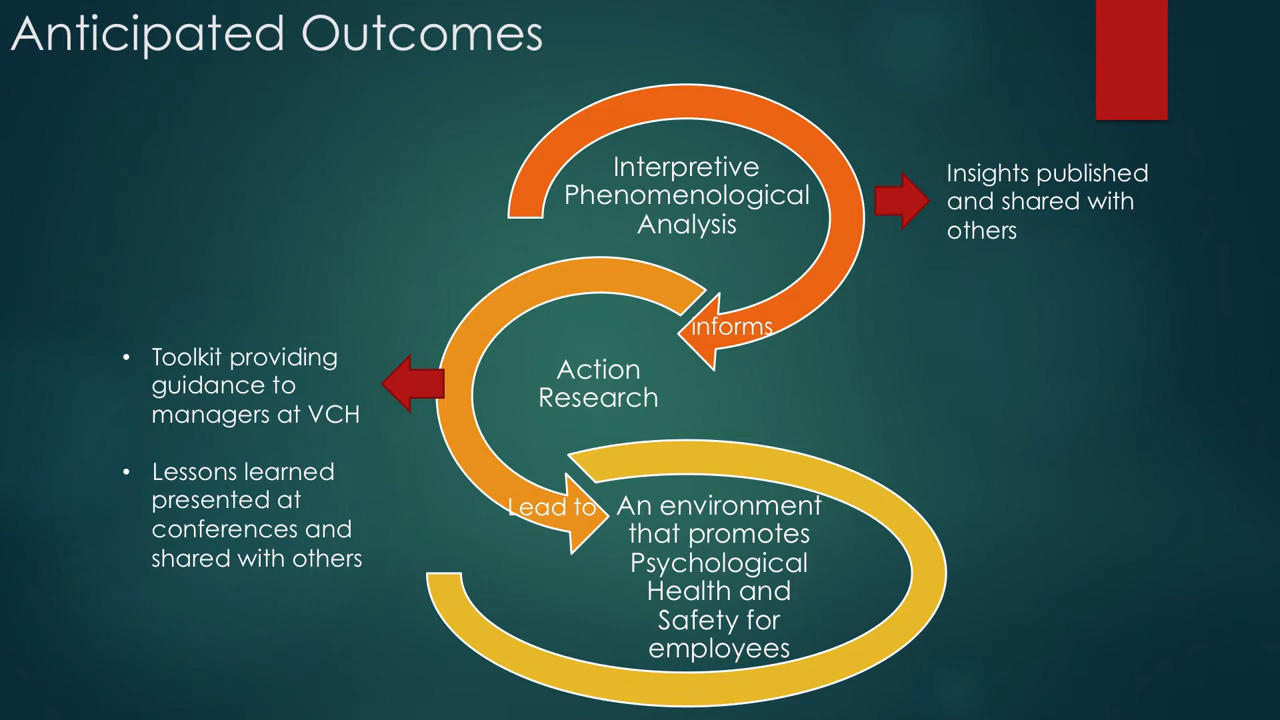 Anticipated Outcomes
Interpretive
Phenomenological
Analysis
Insights published
and shared with
others
informs
Action
Research
• Toolkit providing
guidance to
managers at VCH
• Lessons learned
presented at
conferences and
shared with others
Lead to
An environment
that promotes
Psychological
Health and
Safety for
employees